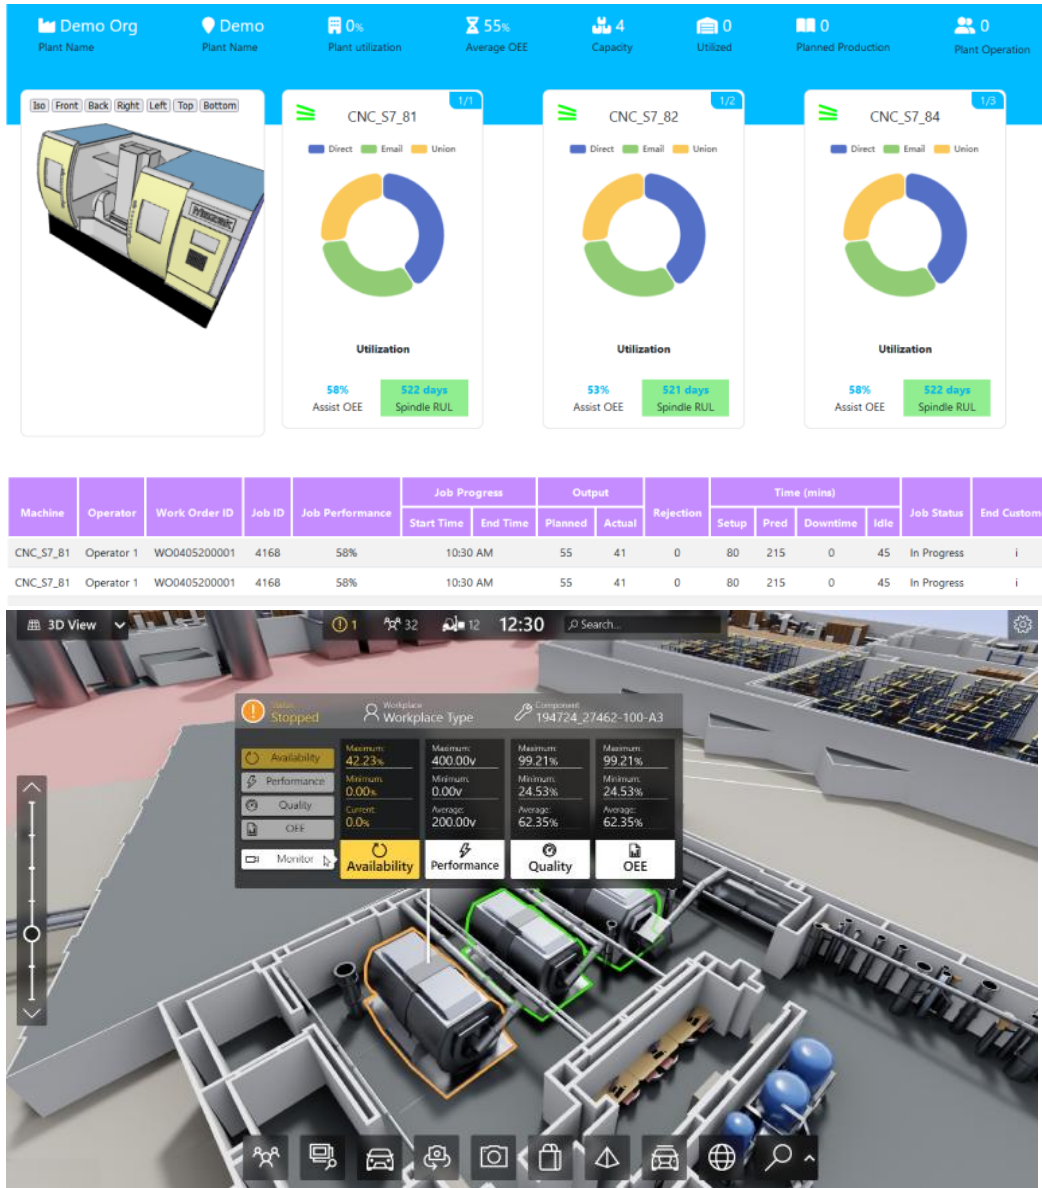 Demo Org
Plant Name
Demo
Plant Name
0%
Plant utilization
55%
Average OEE
4
Capacity
0
Utilized
0
Planned Production
0
Plant Operation
Iso Front Back Right Left Top Bottom
Mazak
1/1
CNC_S7_81
Direct Email Union
Utilization
58%
Assist OEE
522 days
Spindle RUL
1/2
CNC_S7_82
Direct Email Union
Utilization
53%
Assist OEE
521 days
Spindle RUL
1/3
CNC_S7_84
Direct Email Union
Utilization
58%
Assist OEE
522 days
Spindle RUL
Job Progress Output Time (mins)
Machine Operator Work Order ID Job ID Job Performance Start Time End Time Planned Actual Rejection Setup Pred Downtime Idle Job Status End Custom
CNC_S7_81 Operator 1 WO0405200001 4168 58% 10:30 AM 55 41 0 80 215 0 45 In Progress i
CNC_S7_81 Operator 1 WO0405200001 4168 58% 10:30 AM 55 41 0 80 215 0 45 In Progress i
3D View 1 32 12 12:30 Search...
Status
Stopped
Workplace
Workplace Type
Component
194724_27462-100-A3
Availability
Performance
Quality
OEE
Monitor
Maximum:
42.23%
Minimum:
0.00%
Current:
0.0%
Availability
Maximum:
400.00v
Minimum:
0.00v
Average:
200.00v
Performance
Maximum:
99.21%
Minimum:
24.53%
Average:
62.35%
Quality
Maximum:
99.21%
Minimum:
24.53%
Average:
62.35%
OEE